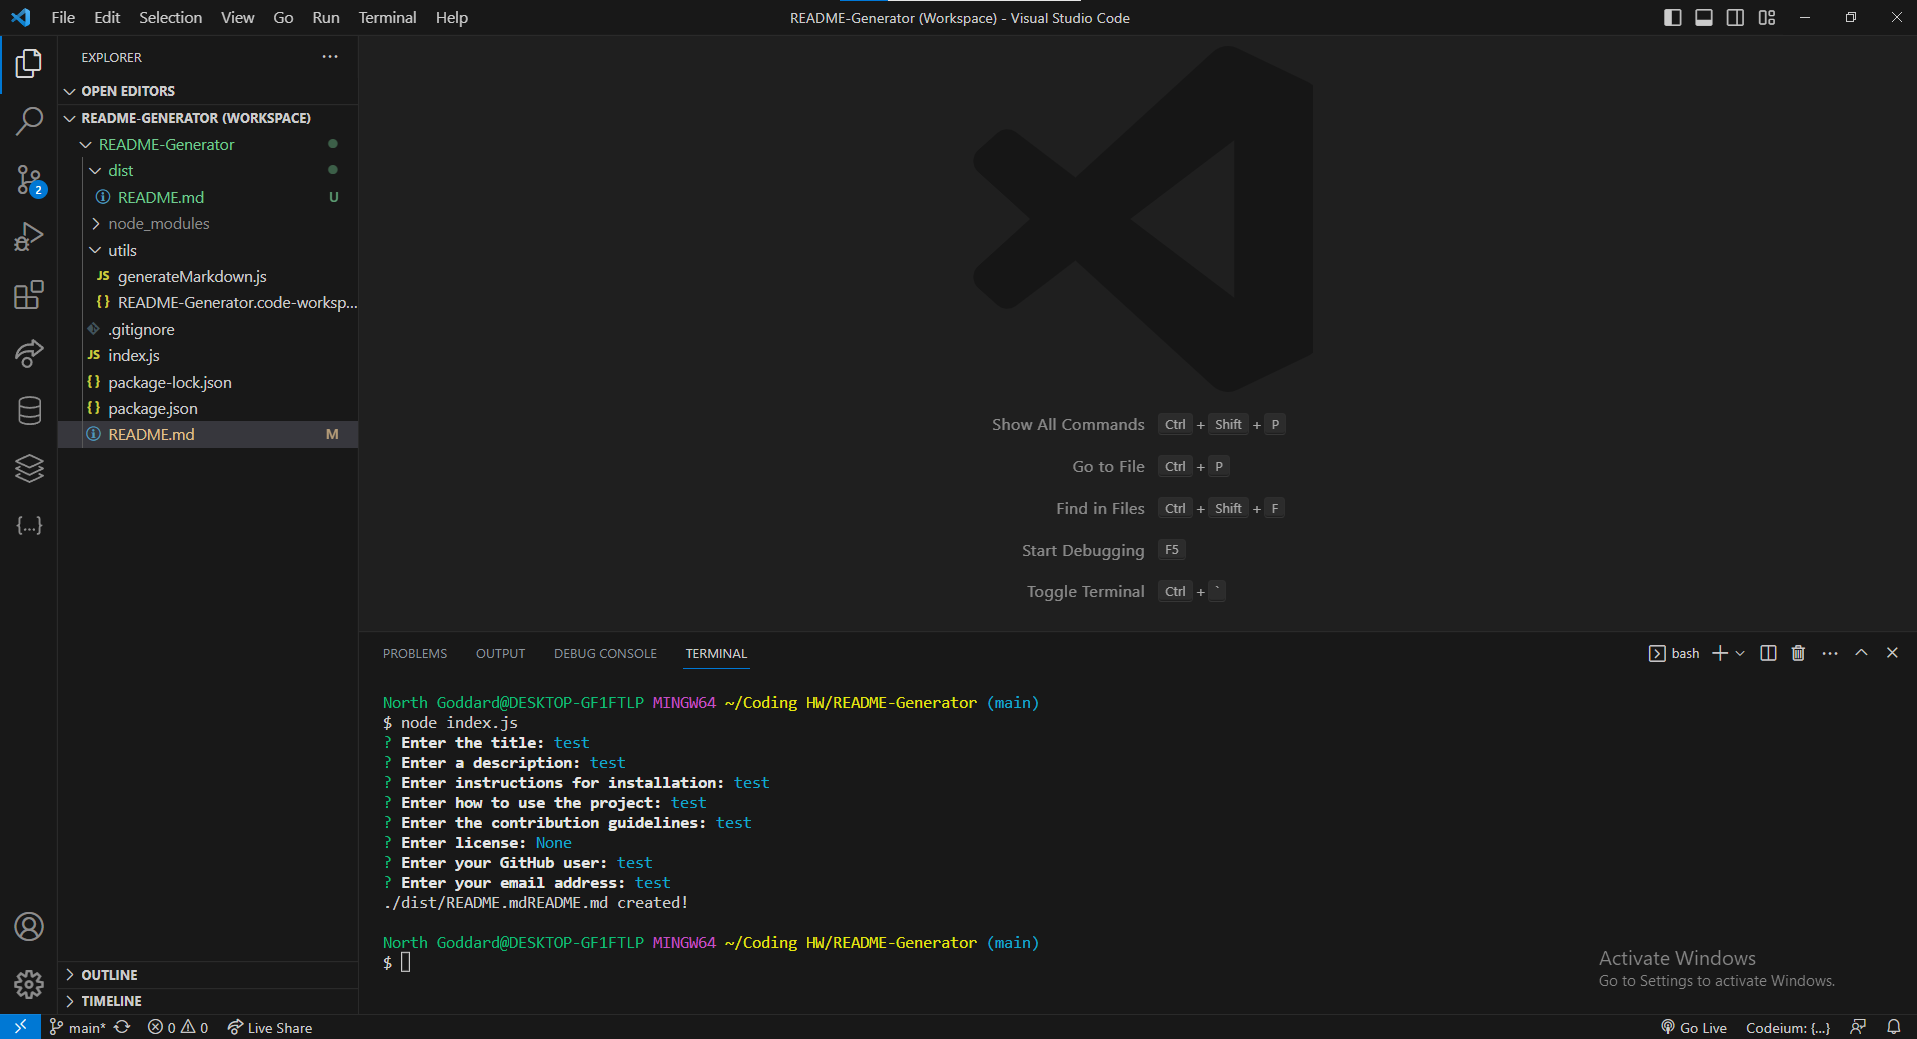 File Edit Selection View Go Run Terminal Help
README-Generator (Workspace) - Visual Studio Code
EXPLORER
OPEN EDITORS
README-GENERATOR (WORKSPACE)
README-Generator
dist
README.md U
node_modules
utils
JS generateMarkdown.js
{} README-Generator.code-worksp...
.gitignore
JS index.js
{} package-lock.json
{} package.json
README.md M
2
{...}
OUTLINE
TIMELINE
Show All Commands Ctrl + Shift + P
Go to File Ctrl + P
Find in Files Ctrl + Shift + F
Start Debugging F5
Toggle Terminal Ctrl + `
PROBLEMS OUTPUT DEBUG CONSOLE TERMINAL
bash
North Goddard@DESKTOP-GF1FTLP MINGW64 ~/Coding HW/README-Generator (main)
$ node index.js
? Enter the title: test
? Enter a description: test
? Enter instructions for installation: test
? Enter how to use the project: test
? Enter the contribution guidelines: test
? Enter license: None
? Enter your GitHub user: test
? Enter your email address: test
./dist/README.mdREADME.md created!
North Goddard@DESKTOP-GF1FTLP MINGW64 ~/Coding HW/README-Generator (main)
$
Activate Windows
Go to Settings to activate Windows.
main* 0 0 Live Share
Go Live Codeium: {...}